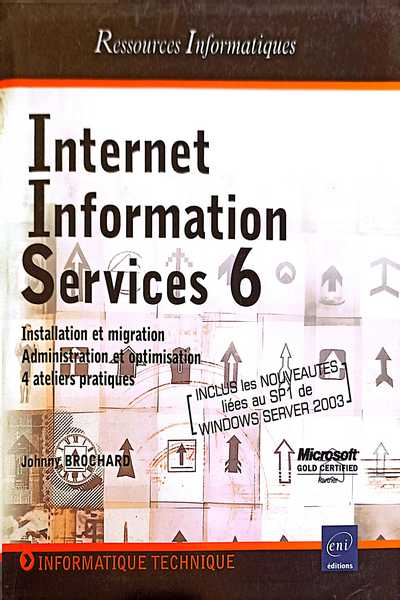 Ressources Informatiques
Internet
Information
Services 6
Installation et migration
Administration et optimisation
4 ateliers pratiques
INCLUS les NOUVEAUTES
liées au SP1 de
WINDOWS SERVER 2003
Johnny BROCHARD
Microsoft
GOLD CERTIFIED
Partner
eni
éditions
INFORMATIQUE TECHNIQUE